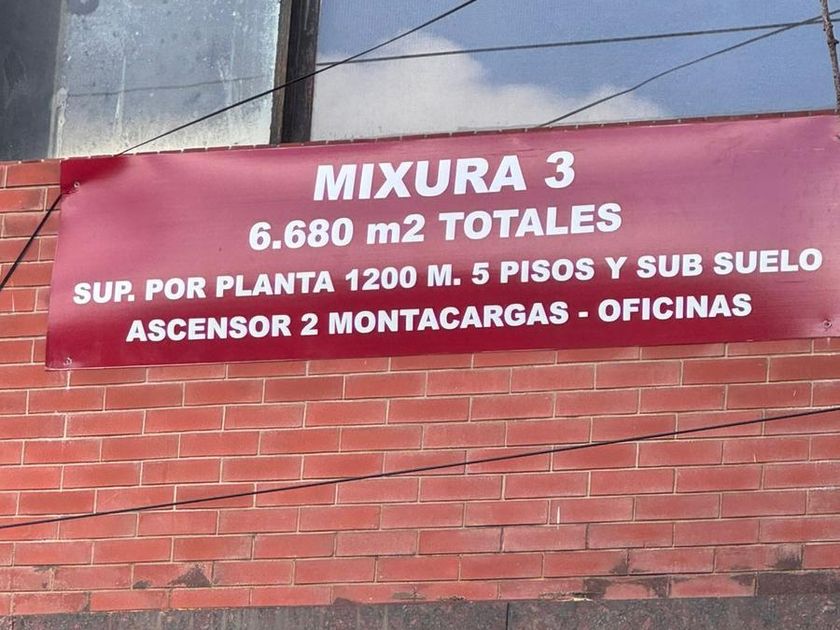 MIXURA 3
6.680 m2 TOTALES
SUP. POR PLANTA 1200 M. 5 PISOS Y SUB SUELO
ASCENSOR 2 MONTACARGAS - OFICINAS